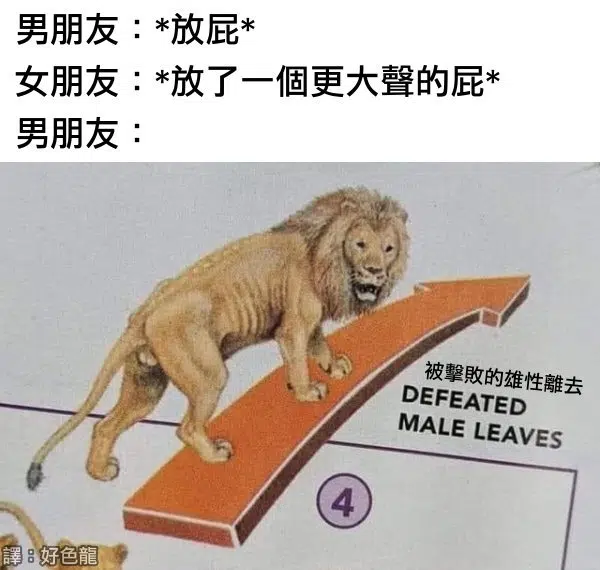 男朋友：*放屁*
女朋友：*放了一個更大聲的屁*
男朋友：
被擊敗的雄性離去
DEFEATED
MALE LEAVES
4
譯：好色龍